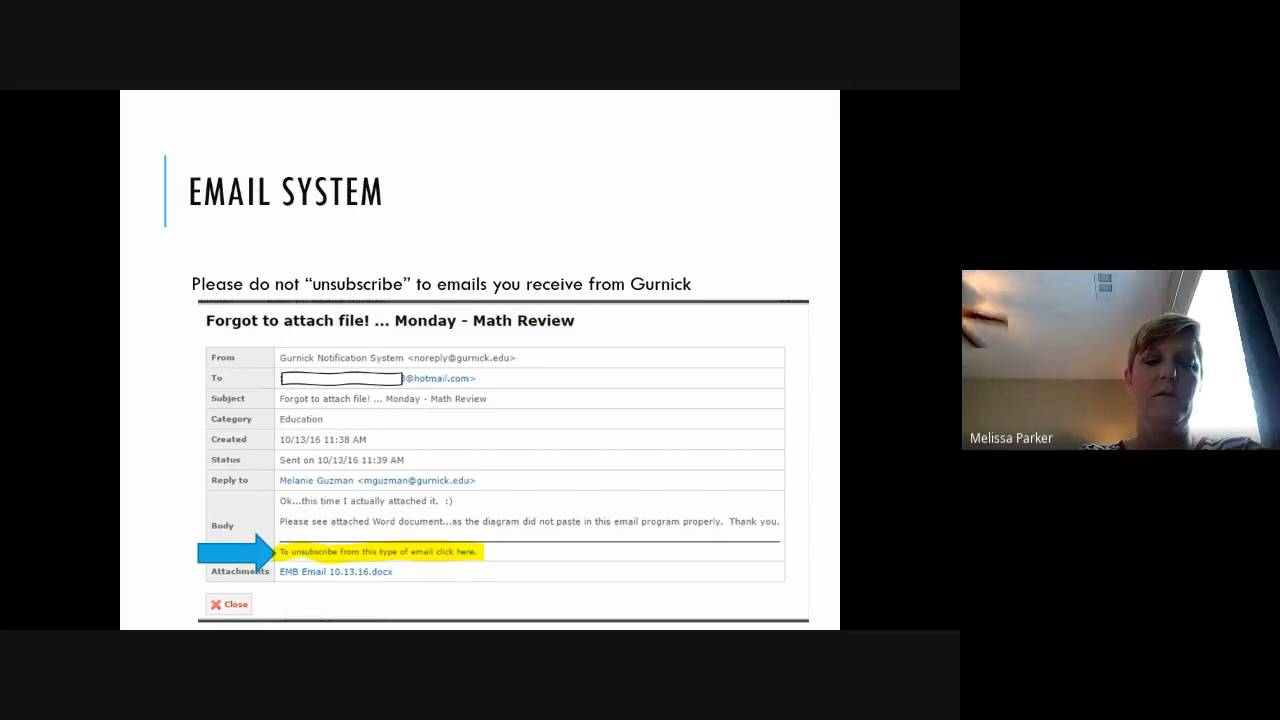 EMAIL SYSTEM
Please do not “unsubscribe” to emails you receive from Gurnick
Forgot to attach file! ... Monday - Math Review
From Gurnick Notification System <noreply@gurnick.edu>
To @hotmail.com>
Subject Forgot to attach file! ... Monday - Math Review
Category Education
Created 10/13/16 11:38 AM
Status Sent on 10/13/16 11:39 AM
Reply to Melanie Guzman <mguzman@gurnick.edu>
Body Ok...this time I actually attached it. :)
Please see attached Word document...as the diagram did not paste in this email program properly. Thank you.
To unsubscribe from this type of email click here.
Attachments EMB Email 10.13.16.docx
Close
Melissa Parker